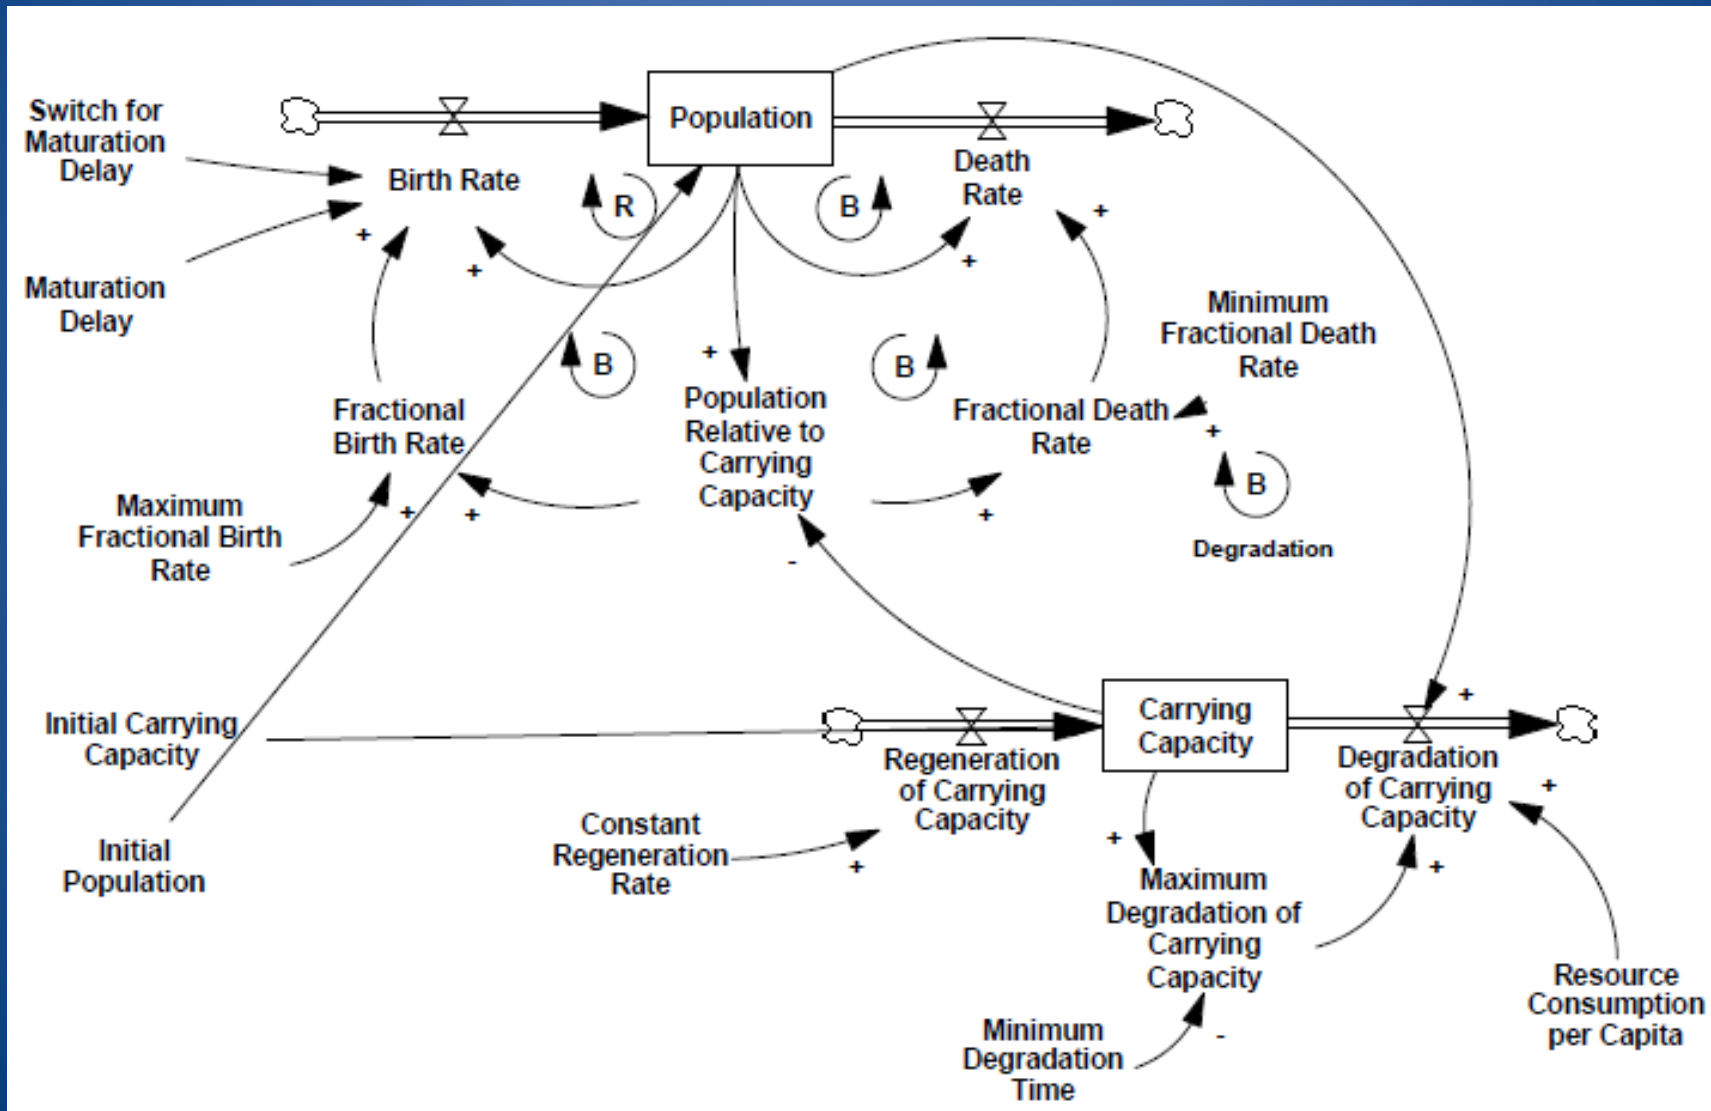 Switch for
Maturation
Delay
Population
Birth Rate
R
B
Death
Rate
+
+
+
+
Maturation
Delay
Minimum
Fractional Death
Rate
B
+
B
Fractional
Birth Rate
Population
Relative to
Carrying
Capacity
Fractional Death
Rate
+
B
Degradation
Maximum
Fractional Birth
Rate
+
+
+
-
Initial Carrying
Capacity
Carrying
Capacity
+
Regeneration
of Carrying
Capacity
Degradation
of Carrying
Capacity
+
Initial
Population
Constant
Regeneration
Rate
+
+
+
Maximum
Degradation of
Carrying
Capacity
Resource
Consumption
per Capita
Minimum
Degradation
Time
-